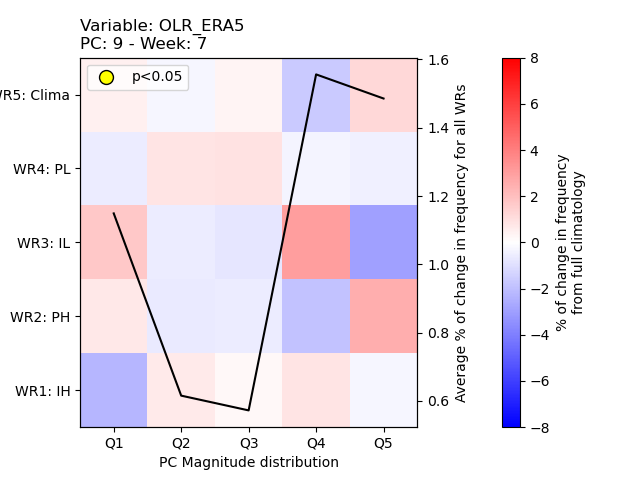 Variable: OLR_ERA5
PC: 9 - Week: 7
p<0.05
WR5: Clima
WR4: PL
WR3: IL
WR2: PH
WR1: IH
Q1 Q2 Q3 Q4 Q5
PC Magnitude distribution
1.6
1.4
1.2
1.0
0.8
0.6
Average % of change in frequency for all WRs
8
6
4
2
0
−2
−4
−6
−8
% of change in frequency
from full climatology